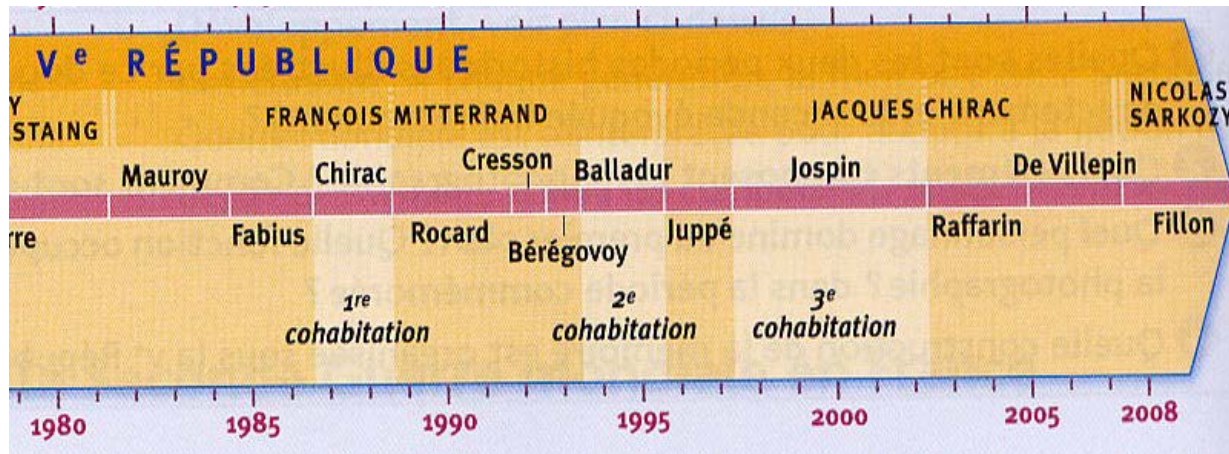 Vᵉ RÉPUBLIQUE
Y
STAING
FRANÇOIS MITTERRAND
JACQUES CHIRAC
NICOLAS
SARKOZY
Mauroy
Chirac
Cresson
Balladur
Jospin
De Villepin
rre
Fabius
Rocard
Bérégovoy
Juppé
Raffarin
Fillon
1re
cohabitation
2e
cohabitation
3e
cohabitation
1980 1985 1990 1995 2000 2005 2008